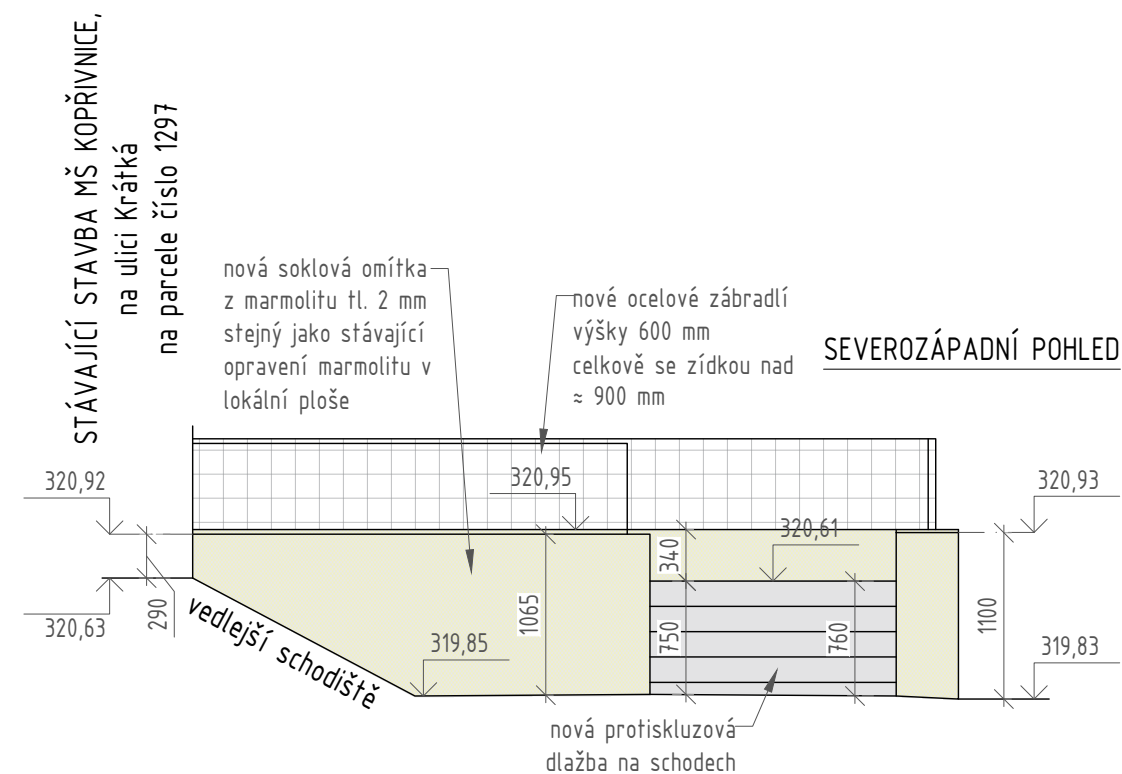 STÁVAJÍCÍ STAVBA MŠ KOPŘIVNICE,
na ulici Krátká
na parcele číslo 1297
nová soklová omítka
z marmolitu tl. 2 mm
stejný jako stávající
opravení marmolitu v
lokální ploše
nové ocelové zábradlí
výšky 600 mm
celkově se zídkou nad
≈ 900 mm
SEVEROZÁPADNÍ POHLED
320,92
320,95
320,93
320,61
340
290
320,63
vedlejší schodiště
319,85
1065
750
760
1100
319,83
nová protiskluzová
dlažba na schodech